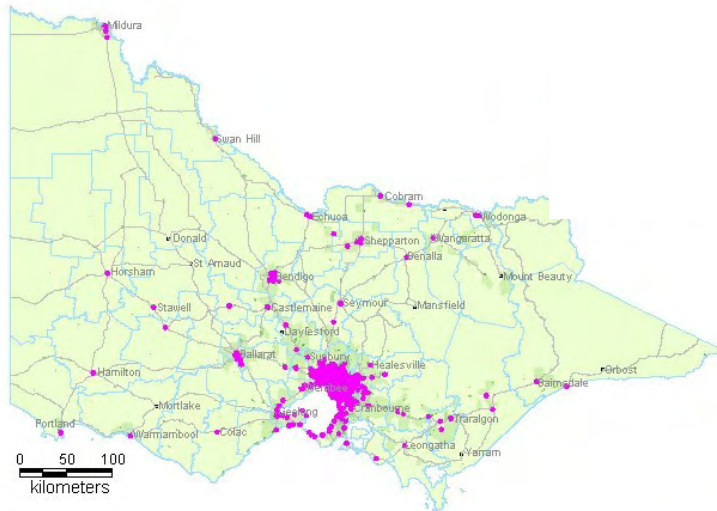 Mildura
Swan Hill
Cobram
Echuca
Wodonga
Donald
Shepparton
Wangaratta
St Arnaud
Benalla
Horsham
Bendigo
Mount Beauty
Stawell
Castlemaine
Seymour
Mansfield
Daylesford
Ballarat
Sunbury
Healesville
Hamilton
Orbost
Werribee
Bairnsdale
Mortlake
Geelong
Cranbourne
Portland
Warrnambool
Colac
Traralgon
Leongatha
Yarram
0 50 100
kilometers